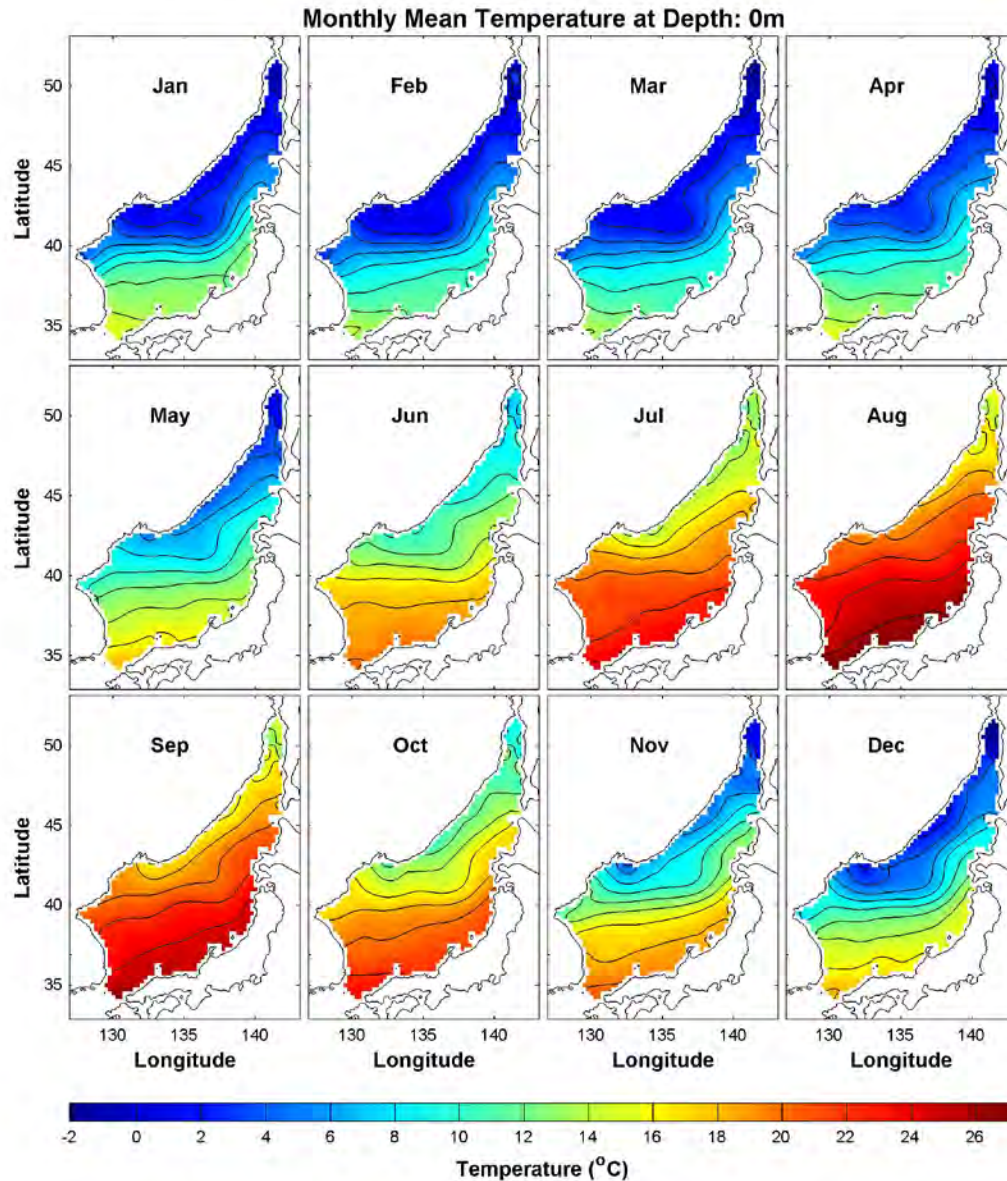 Monthly Mean Temperature at Depth: 0m
Jan Feb Mar Apr
50
45
40
35
Latitude
May Jun Jul Aug
50
45
40
35
Latitude
Sep Oct Nov Dec
50
45
40
35
Latitude
130 135 140 130 135 140 130 135 140 130 135 140
Longitude Longitude Longitude Longitude
-2 0 2 4 6 8 10 12 14 16 18 20 22 24 26
Temperature (°C)